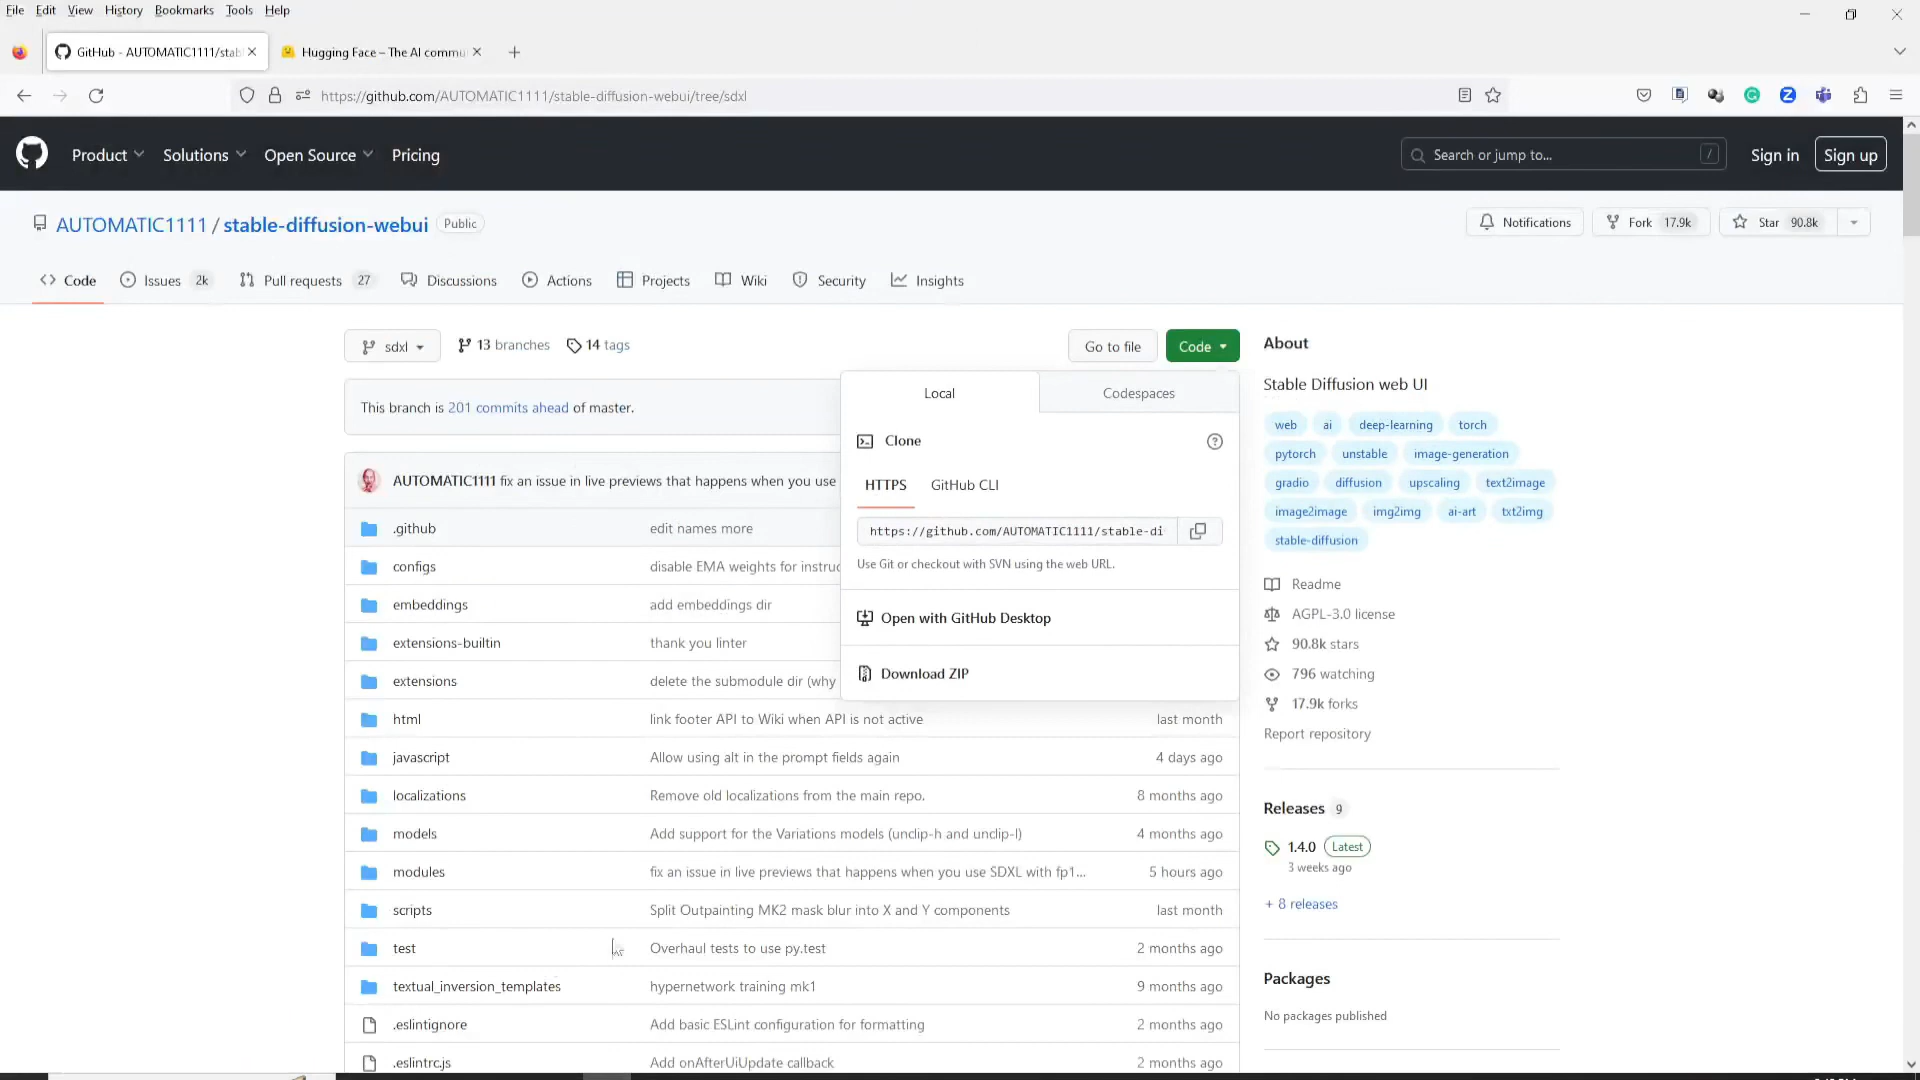 File Edit View History Bookmarks Tools Help
GitHub - AUTOMATIC1111/stab
Hugging Face – The AI commu
https://github.com/AUTOMATIC1111/stable-diffusion-webui/tree/sdxl
Product Solutions Open Source Pricing
Search or jump to... /
Sign in Sign up
AUTOMATIC1111 / stable-diffusion-webui Public
Notifications Fork 17.9k Star 90.8k
Code Issues 2k Pull requests 27 Discussions Actions Projects Wiki Security Insights
sdxl 13 branches 14 tags Go to file Code
This branch is 201 commits ahead of master.
AUTOMATIC1111 fix an issue in live previews that happens when you use
.github edit names more
configs disable EMA weights for instruc
embeddings add embeddings dir
extensions-builtin thank you linter
extensions delete the submodule dir (why
html link footer API to Wiki when API is not active last month
javascript Allow using alt in the prompt fields again 4 days ago
localizations Remove old localizations from the main repo. 8 months ago
models Add support for the Variations models (unclip-h and unclip-l) 4 months ago
modules fix an issue in live previews that happens when you use SDXL with fp1... 5 hours ago
scripts Split Outpainting MK2 mask blur into X and Y components last month
test Overhaul tests to use py.test 2 months ago
textual_inversion_templates hypernetwork training mk1 9 months ago
.eslintignore Add basic ESLint configuration for formatting 2 months ago
.eslintrc.js Add onAfterUiUpdate callback 2 months ago
Local Codespaces
Clone
HTTPS GitHub CLI
https://github.com/AUTOMATIC1111/stable-di
Use Git or checkout with SVN using the web URL.
Open with GitHub Desktop
Download ZIP
About
Stable Diffusion web UI
web ai deep-learning torch
pytorch unstable image-generation
gradio diffusion upscaling text2image
image2image img2img ai-art txt2img
stable-diffusion
Readme
AGPL-3.0 license
90.8k stars
796 watching
17.9k forks
Report repository
Releases 9
1.4.0 Latest
3 weeks ago
+ 8 releases
Packages
No packages published